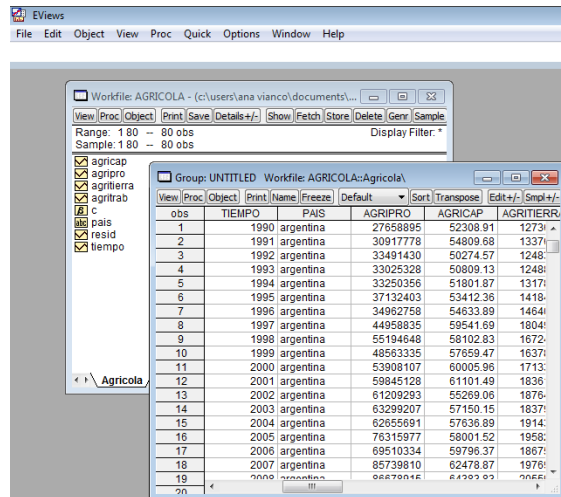 EViews
File Edit Object View Proc Quick Options Window Help
Workfile: AGRICOLA - (c:\users\ana vianco\documents\...
View Proc Object Print Save Details+/- Show Fetch Store Delete Genr Sample
Range: 1 80 -- 80 obs Display Filter: *
Sample: 1 80 -- 80 obs
agricap
agripro
agritierra
agritrab
c
pais
resid
tiempo
Agricola
Group: UNTITLED Workfile: AGRICOLA::Agricola\
View Proc Object Print Name Freeze Default Sort Transpose Edit+/- Smpl+/-
obs TIEMPO PAIS AGRIPRO AGRICAP AGRITIERRA
1 1990 argentina 27658895 52308.91
2 1991 argentina 30917778 54809.68
3 1992 argentina 33491430 50274.57
4 1993 argentina 33025328 50809.13
5 1994 argentina 33250356 51801.87
6 1995 argentina 37132403 53412.36
7 1996 argentina 34962758 54633.89
8 1997 argentina 44958835 59541.69
9 1998 argentina 55194648 58102.83
10 1999 argentina 48563335 57659.47
11 2000 argentina 53908107 60005.96
12 2001 argentina 59845128 61101.49
13 2002 argentina 61209293 55269.06
14 2003 argentina 63299207 57150.15
15 2004 argentina 62655691 57636.89
16 2005 argentina 76315977 58001.52
17 2006 argentina 69510334 59796.37
18 2007 argentina 85739810 62478.87
19 2008 argentina 86678915 64383.83
20